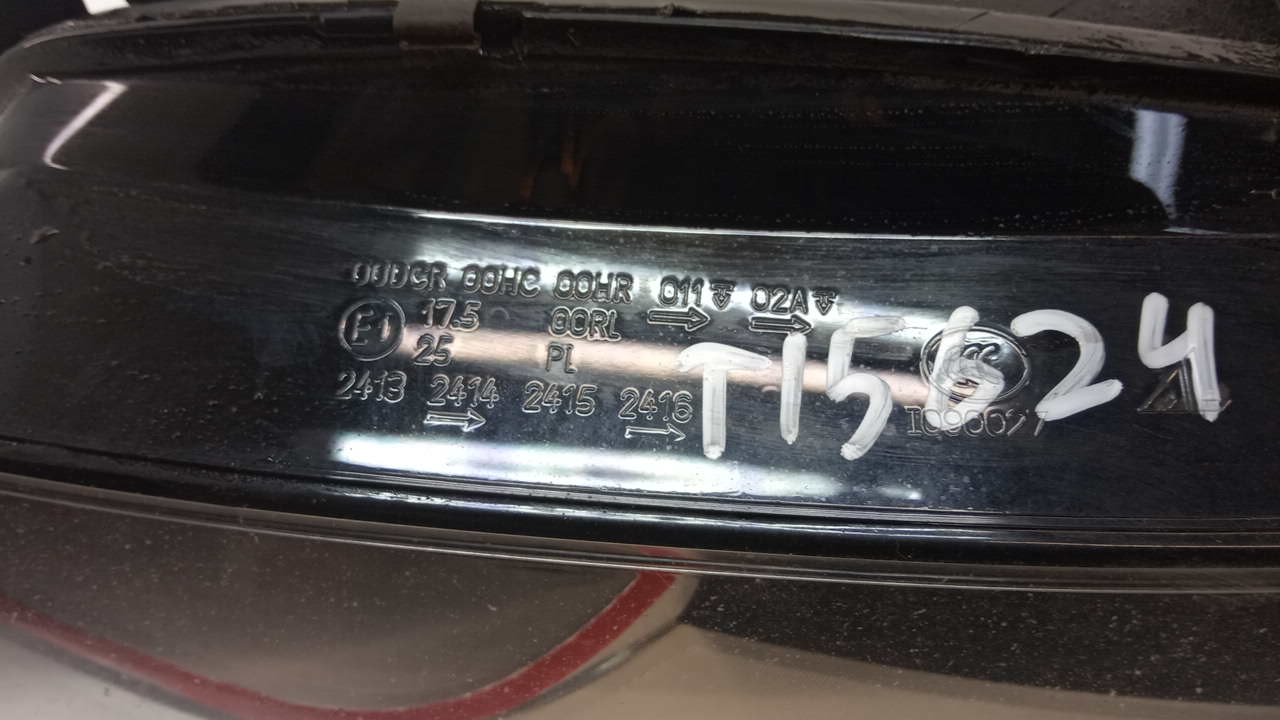 00DCR 00HC 00HR 011 02A
E1 17.5 00RL
25 PL
2413 2414 2415 2416
T15624